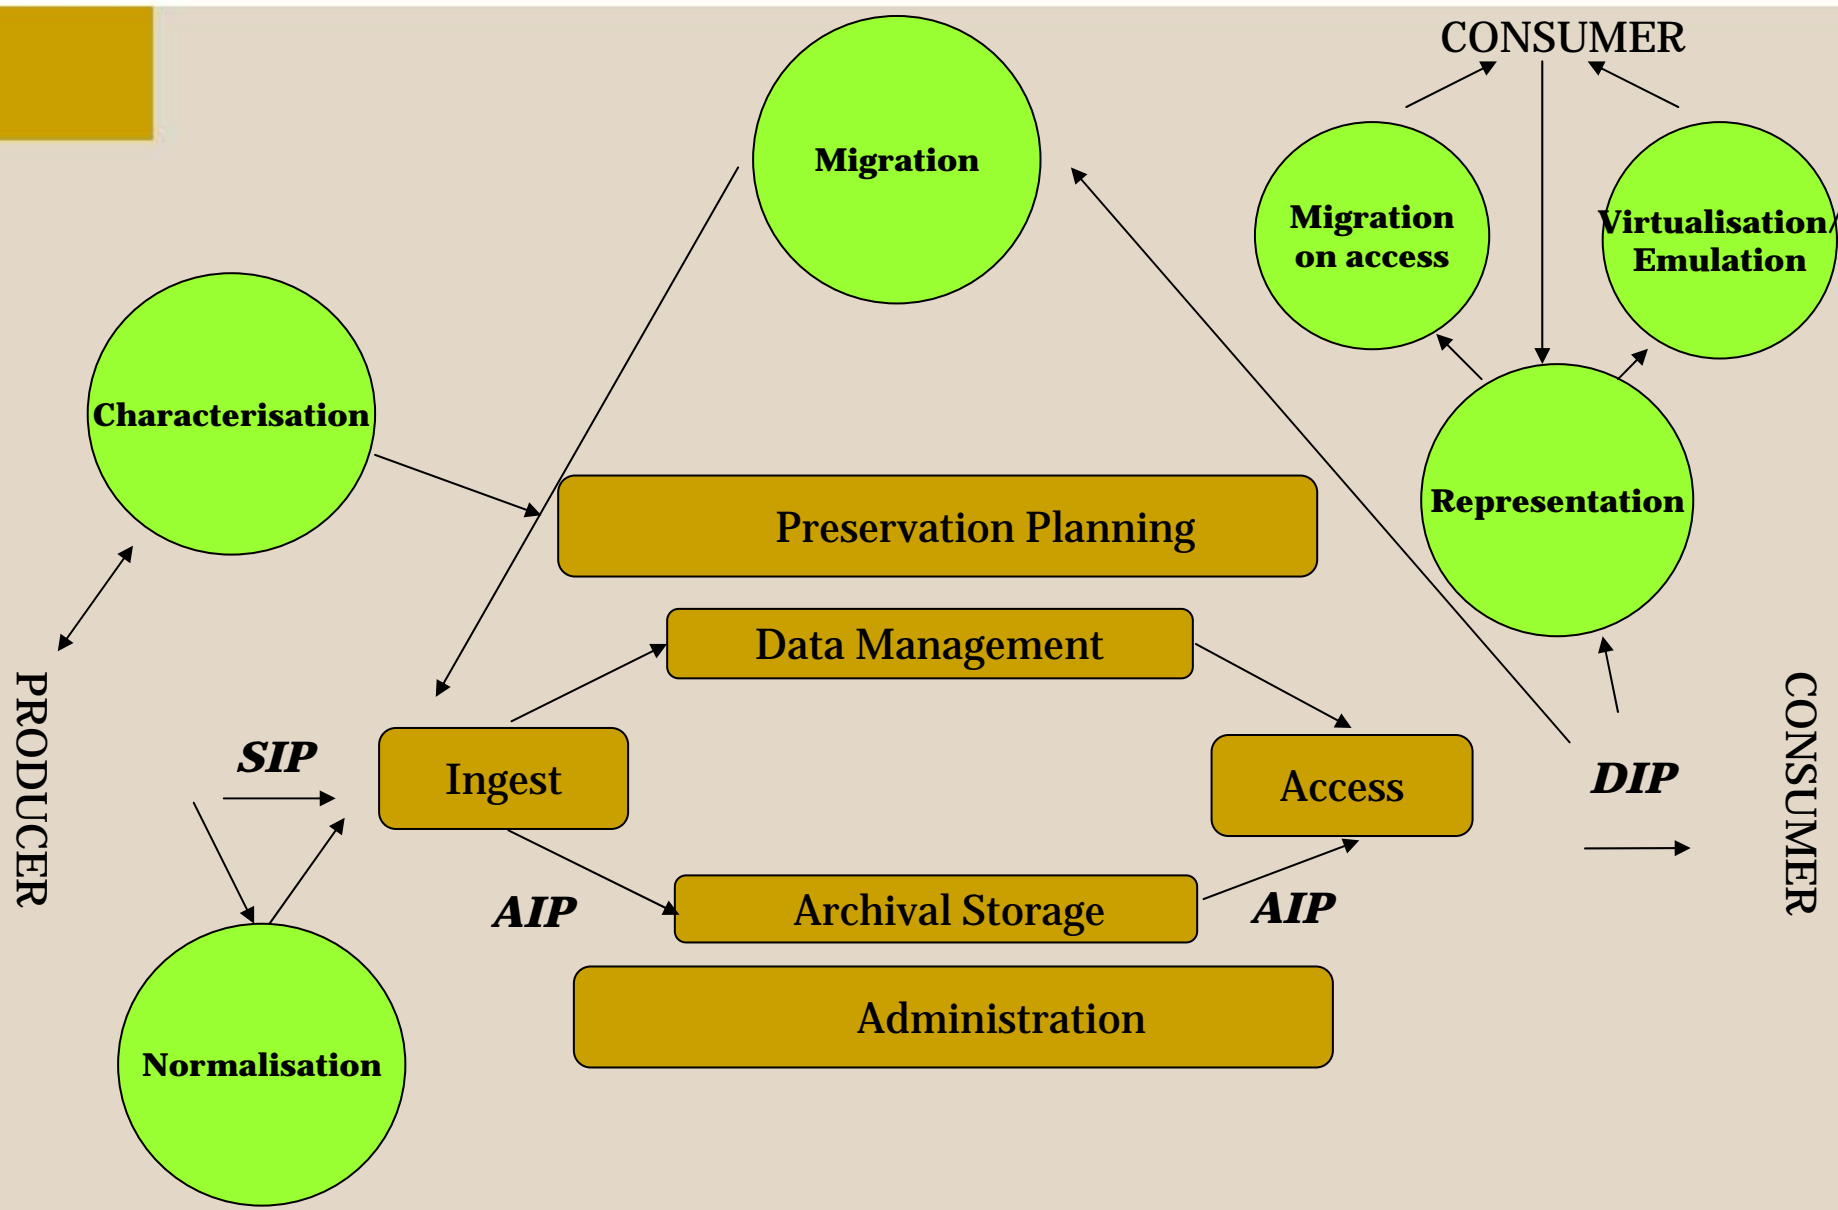 CONSUMER
Migration
Migration
on access
Virtualisation/
Emulation
Characterisation
Representation
Preservation Planning
Data Management
PRODUCER
SIP
Ingest
Access
DIP
CONSUMER
AIP
Archival Storage
AIP
Administration
Normalisation